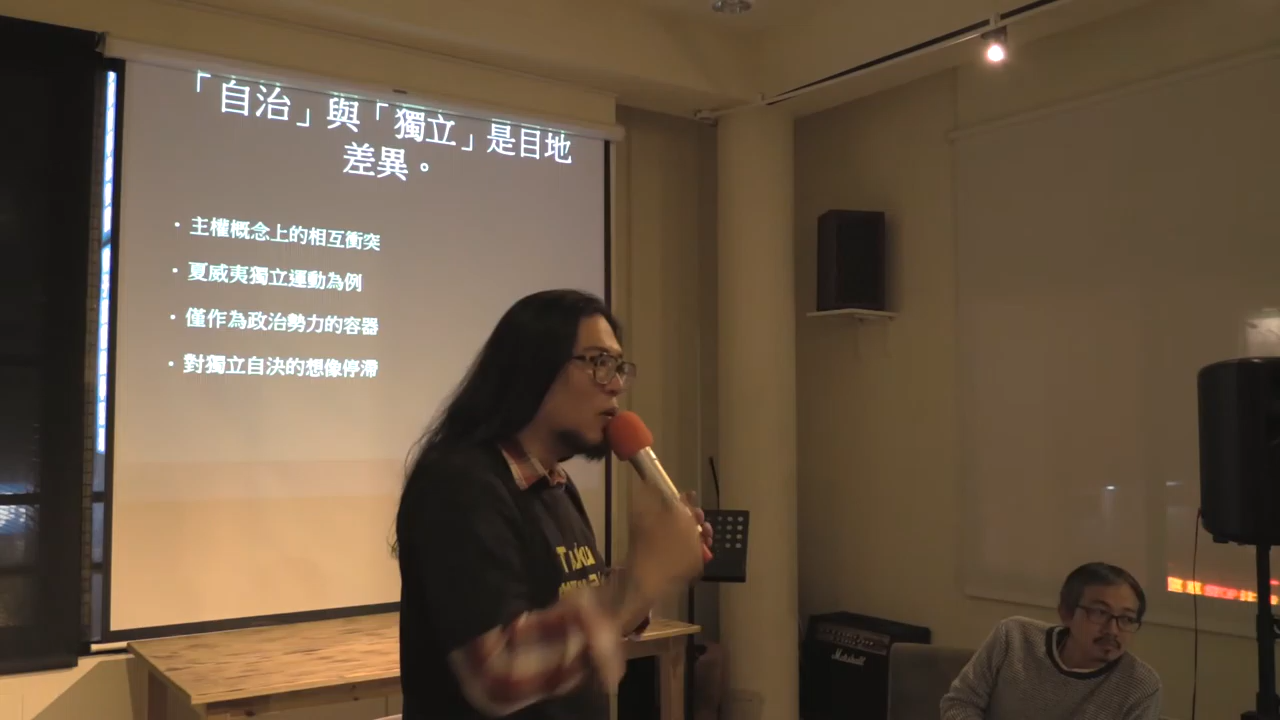 「自治」與「獨立」是目地
差異。
• 主權概念上的相互衝突
• 夏威夷獨立運動為例
• 僅作為政治勢力的容器
• 對獨立自決的想像停滯
Marshall